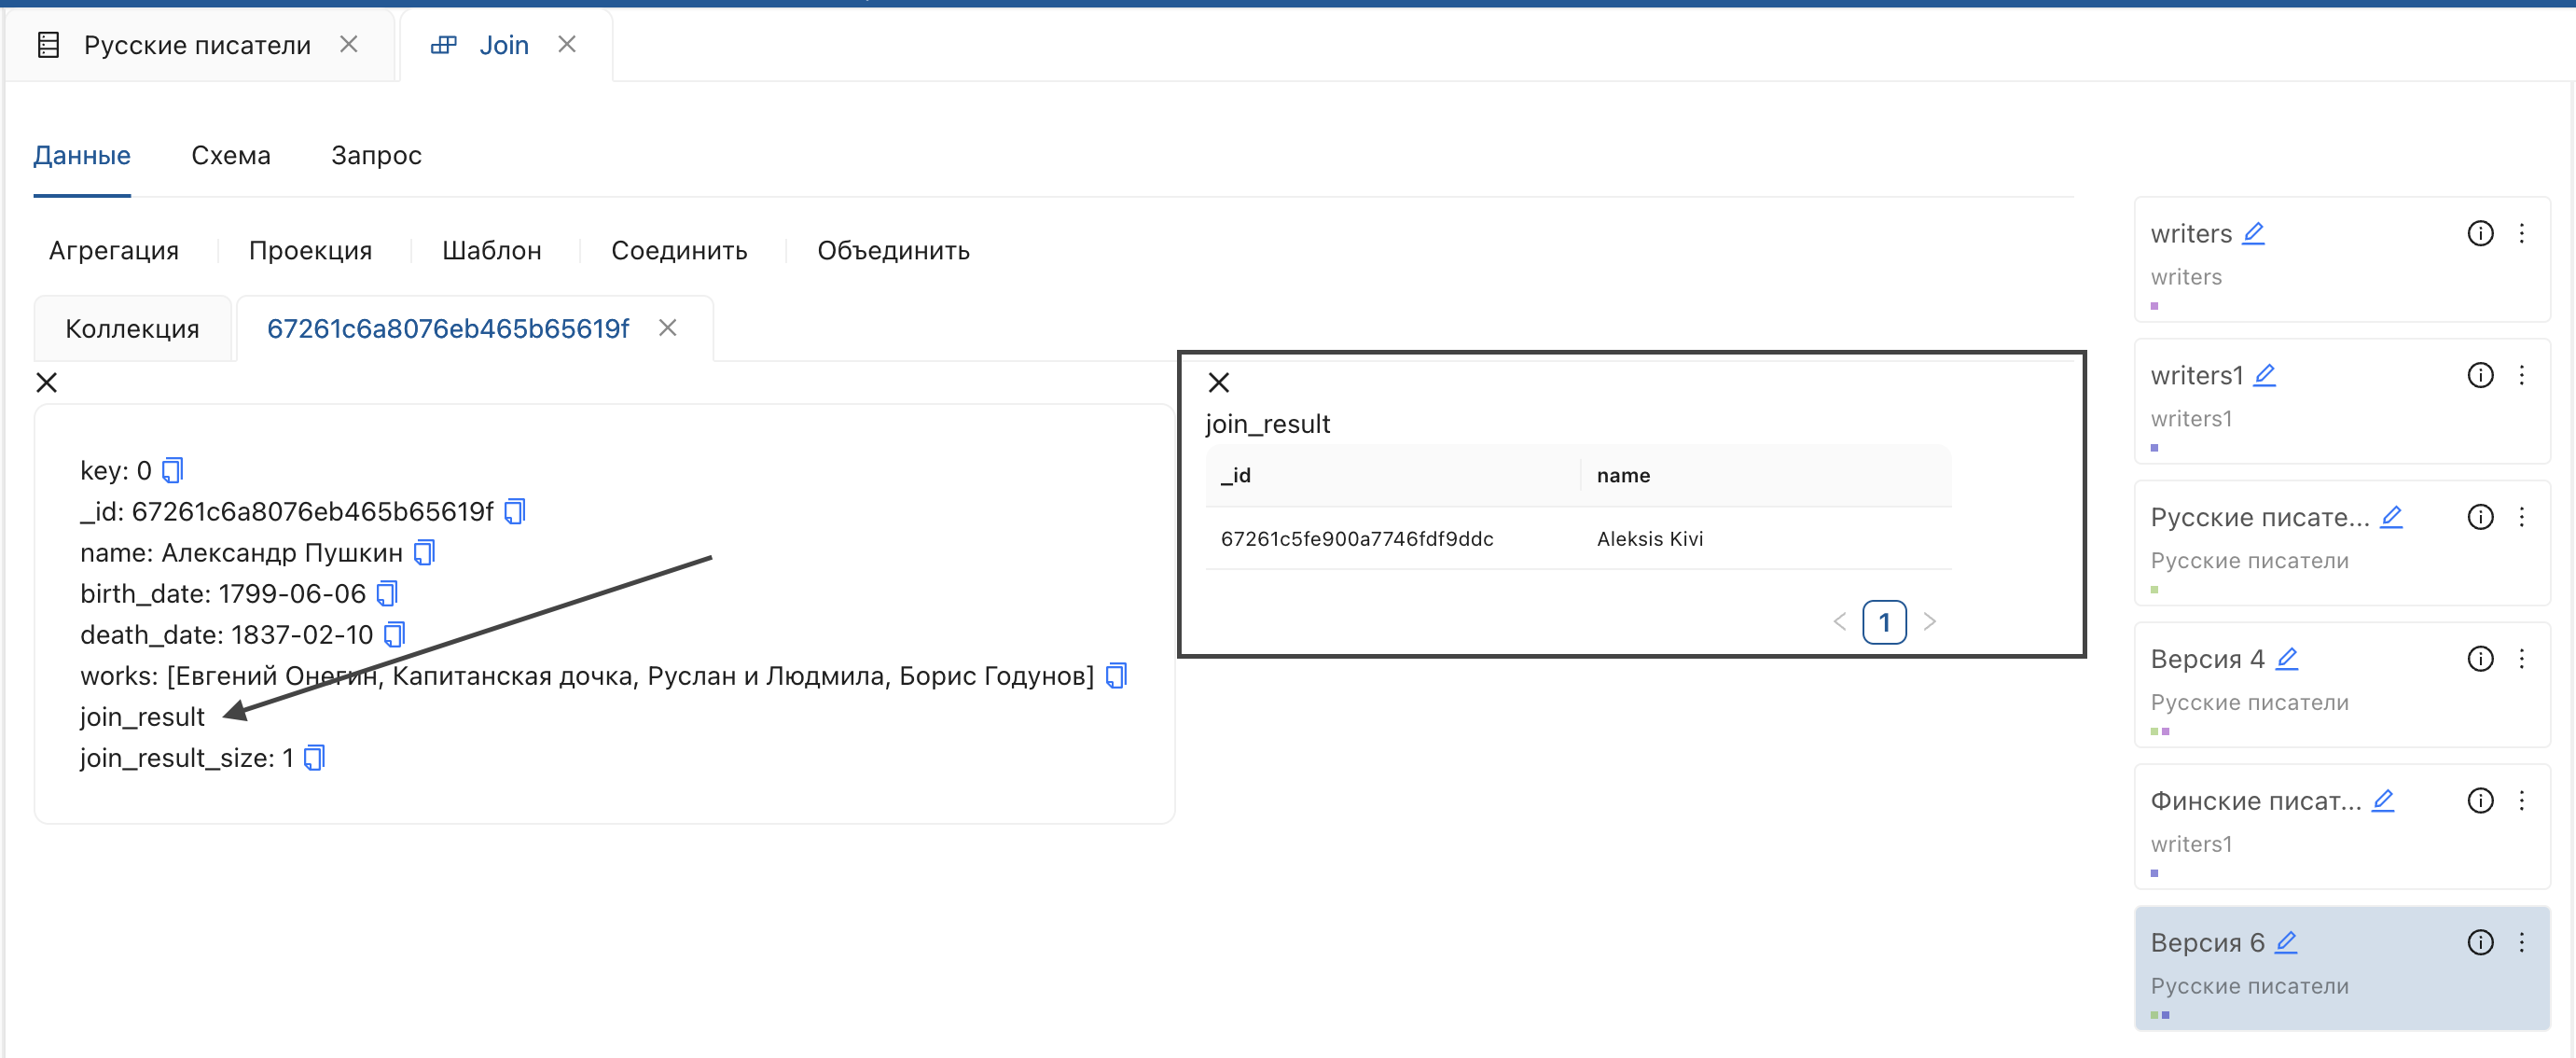 Русские писатели
Join
Данные Схема Запрос
Агрегация Проекция Шаблон Соединить Объединить
Коллекция 67261c6a8076eb465b65619f
key: 0
_id: 67261c6a8076eb465b65619f
name: Александр Пушкин
birth_date: 1799-06-06
death_date: 1837-02-10
works: [Евгений Онегин, Капитанская дочка, Руслан и Людмила, Борис Годунов]
join_result
join_result_size: 1
join_result
_id name
67261c5fe900a7746fdf9ddc Aleksis Kivi
1
writers
writers
writers1
writers1
Русские писате...
Русские писатели
Версия 4
Русские писатели
Финские писат...
writers1
Версия 6
Русские писатели